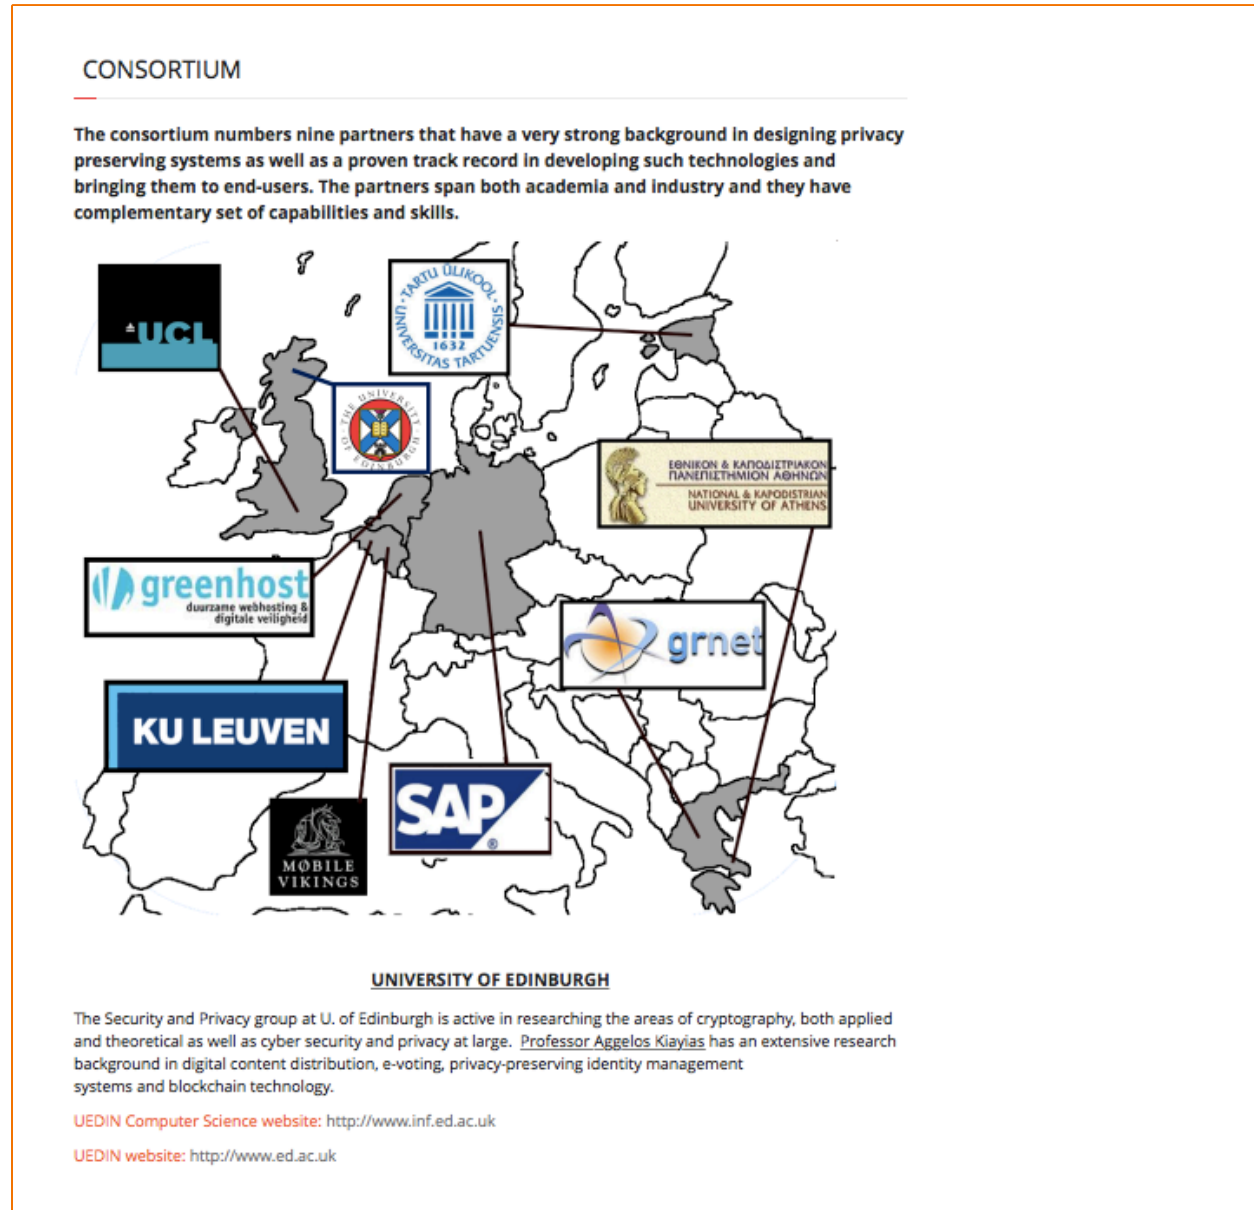 CONSORTIUM
The consortium numbers nine partners that have a very strong background in designing privacy
preserving systems as well as a proven track record in developing such technologies and
bringing them to end-users. The partners span both academia and industry and they have
complementary set of capabilities and skills.
UCL
TARTU ÜLIKOOL
UNIVERSITAS TARTUENSIS
1632
THE UNIVERSITY OF EDINBURGH
ΕΘΝΙΚΟΝ & ΚΑΠΟΔΙΣΤΡΙΑΚΟΝ
ΠΑΝΕΠΙΣΤΗΜΙΟΝ ΑΘΗΝΩΝ
NATIONAL & KAPODISTRIAN
UNIVERSITY OF ATHENS
greenhost
duurzame webhosting &
digitale veiligheid
grnet
KU LEUVEN
SAP®
MØBILE
VIKINGS
UNIVERSITY OF EDINBURGH
The Security and Privacy group at U. of Edinburgh is active in researching the areas of cryptography, both applied
and theoretical as well as cyber security and privacy at large. Professor Aggelos Kiayias has an extensive research
background in digital content distribution, e-voting, privacy-preserving identity management
systems and blockchain technology.
UEDIN Computer Science website: http://www.inf.ed.ac.uk
UEDIN website: http://www.ed.ac.uk